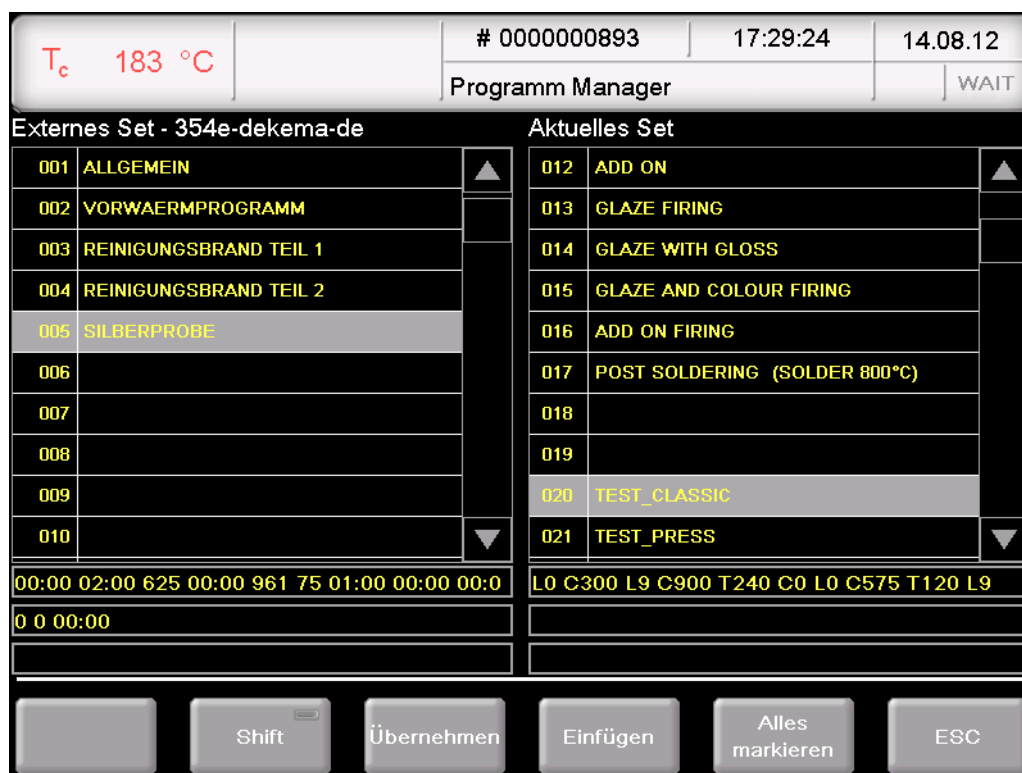 Tc 183 °C
# 0000000893 17:29:24 14.08.12
Programm Manager WAIT
Externes Set - 354e-dekema-de
001 ALLGEMEIN
002 VORWAERMPROGRAMM
003 REINIGUNGSBRAND TEIL 1
004 REINIGUNGSBRAND TEIL 2
005 SILBERPROBE
006
007
008
009
010
00:00 02:00 625 00:00 961 75 01:00 00:00 00:0
0 0 00:00
Aktuelles Set
012 ADD ON
013 GLAZE FIRING
014 GLAZE WITH GLOSS
015 GLAZE AND COLOUR FIRING
016 ADD ON FIRING
017 POST SOLDERING (SOLDER 800°C)
018
019
020 TEST_CLASSIC
021 TEST_PRESS
L0 C300 L9 C900 T240 C0 L0 C575 T120 L9
Shift
Übernehmen
Einfügen
Alles
markieren
ESC